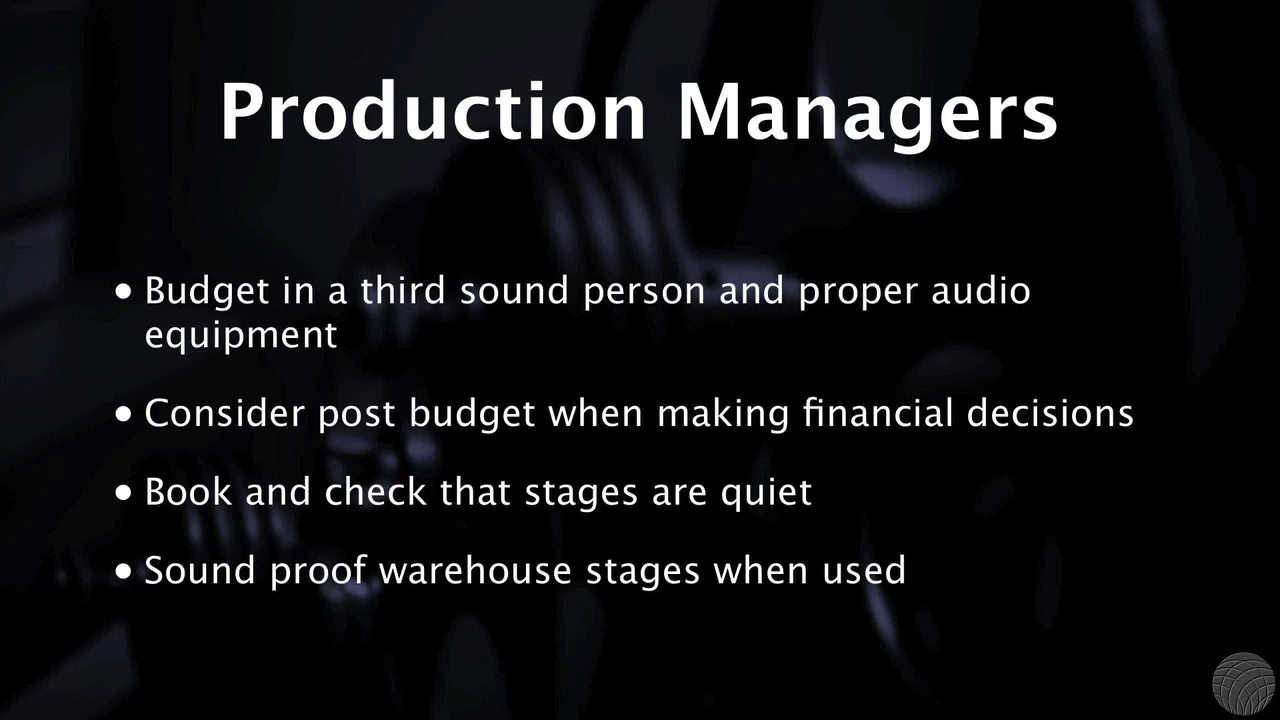 Production Managers
• Budget in a third sound person and proper audio
equipment
• Consider post budget when making financial decisions
• Book and check that stages are quiet
• Sound proof warehouse stages when used